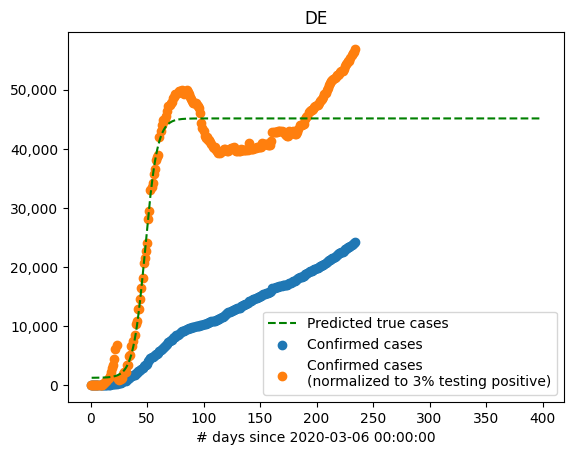 DE
50,000
40,000
30,000
20,000
10,000
0
0 50 100 150 200 250 300 350 400
# days since 2020-03-06 00:00:00
Predicted true cases
Confirmed cases
Confirmed cases
(normalized to 3% testing positive)